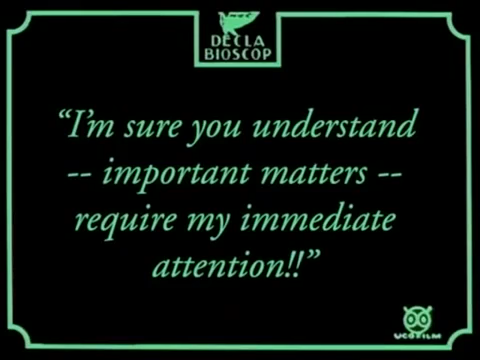 DECLA
BIOSCOP
“I'm sure you understand
-- important matters --
require my immediate
attention!!”
UCOFILM